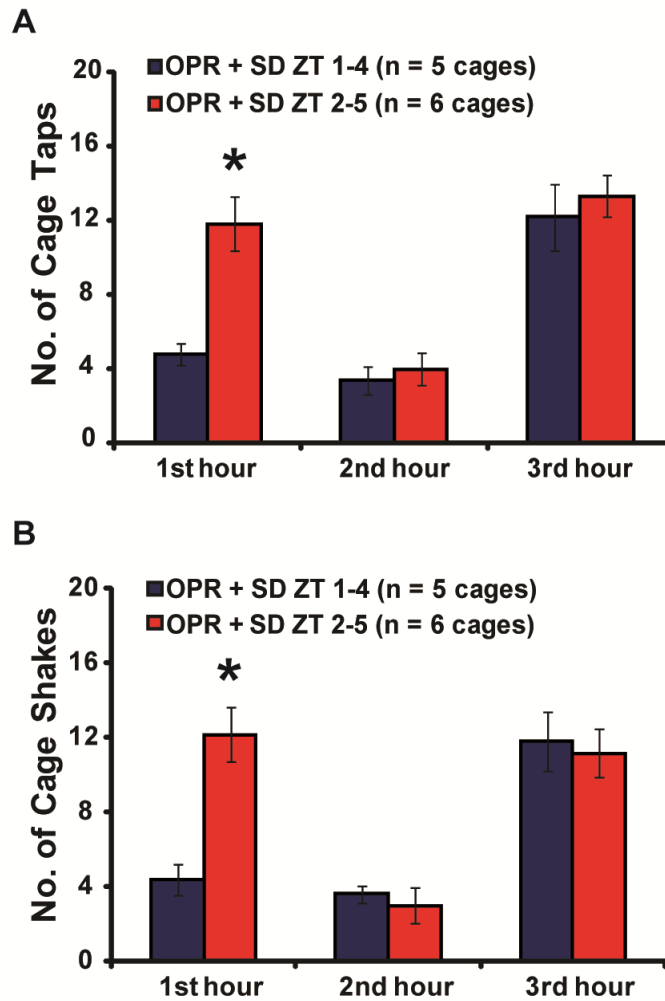 A
OPR + SD ZT 1-4 (n = 5 cages)
OPR + SD ZT 2-5 (n = 6 cages)
No. of Cage Taps
20
16
12
8
4
0
*
1st hour
2nd hour
3rd hour
B
OPR + SD ZT 1-4 (n = 5 cages)
OPR + SD ZT 2-5 (n = 6 cages)
No. of Cage Shakes
20
16
12
8
4
0
*
1st hour
2nd hour
3rd hour